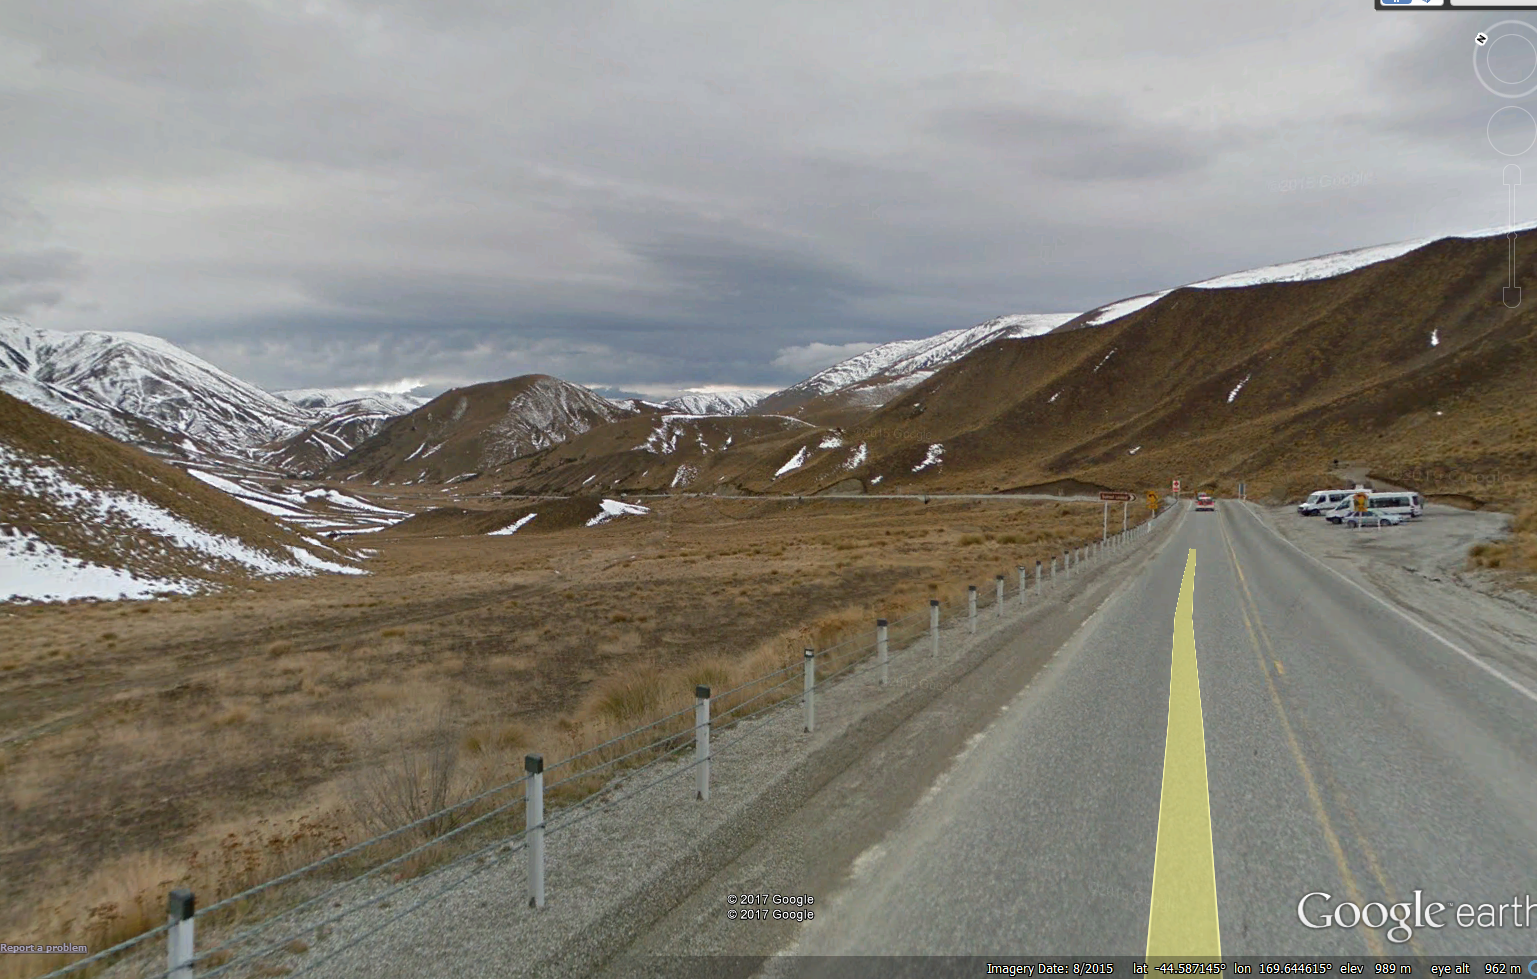 N
© 2017 Google
© 2017 Google
Google earth
Report a problem
Imagery Date: 8/2015 lat -44.587145° lon 169.644615° elev 989 m eye alt 962 m